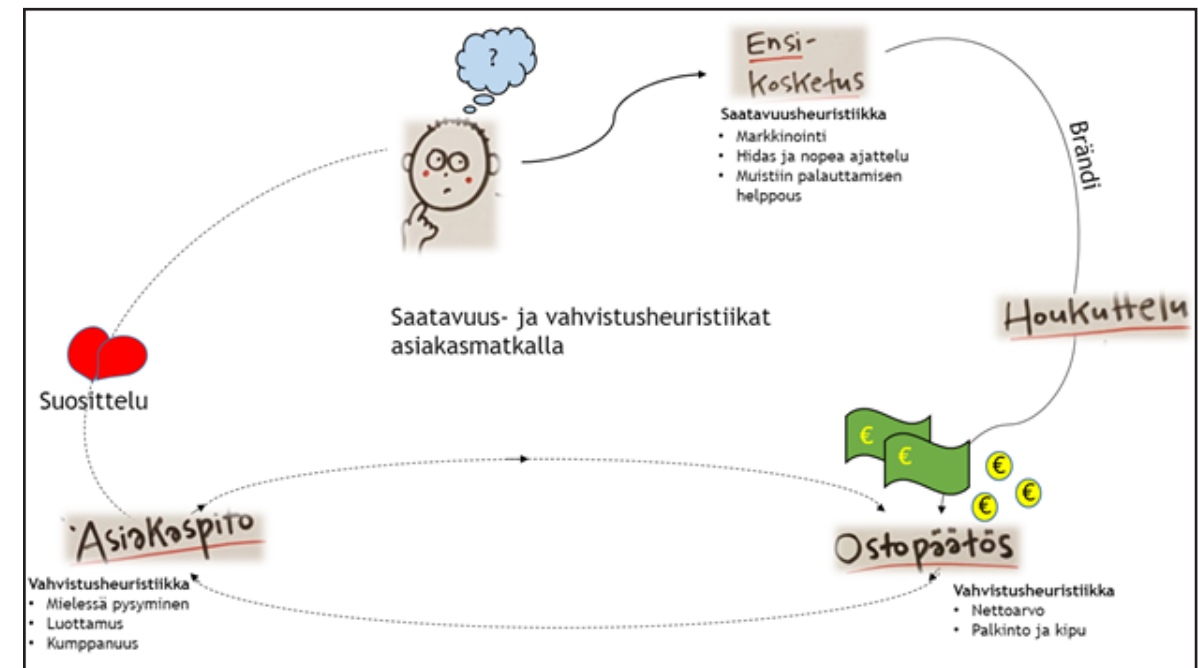 ?
Ensi-
Kosketus
Saatavuusheuristiikka
• Markkinointi
• Hidas ja nopea ajattelu
• Muistiin palauttamisen
helppous
Brändi
Houkuttelu
Saatavuus- ja vahvistusheuristiikat
asiakasmatkalla
Suosittelu
€
€
€
€
€
Asiakaspito
Vahvistusheuristiikka
• Mielessä pysyminen
• Luottamus
• Kumppanuus
Ostopäätös
Vahvistusheuristiikka
• Nettoarvo
• Palkinto ja kipu